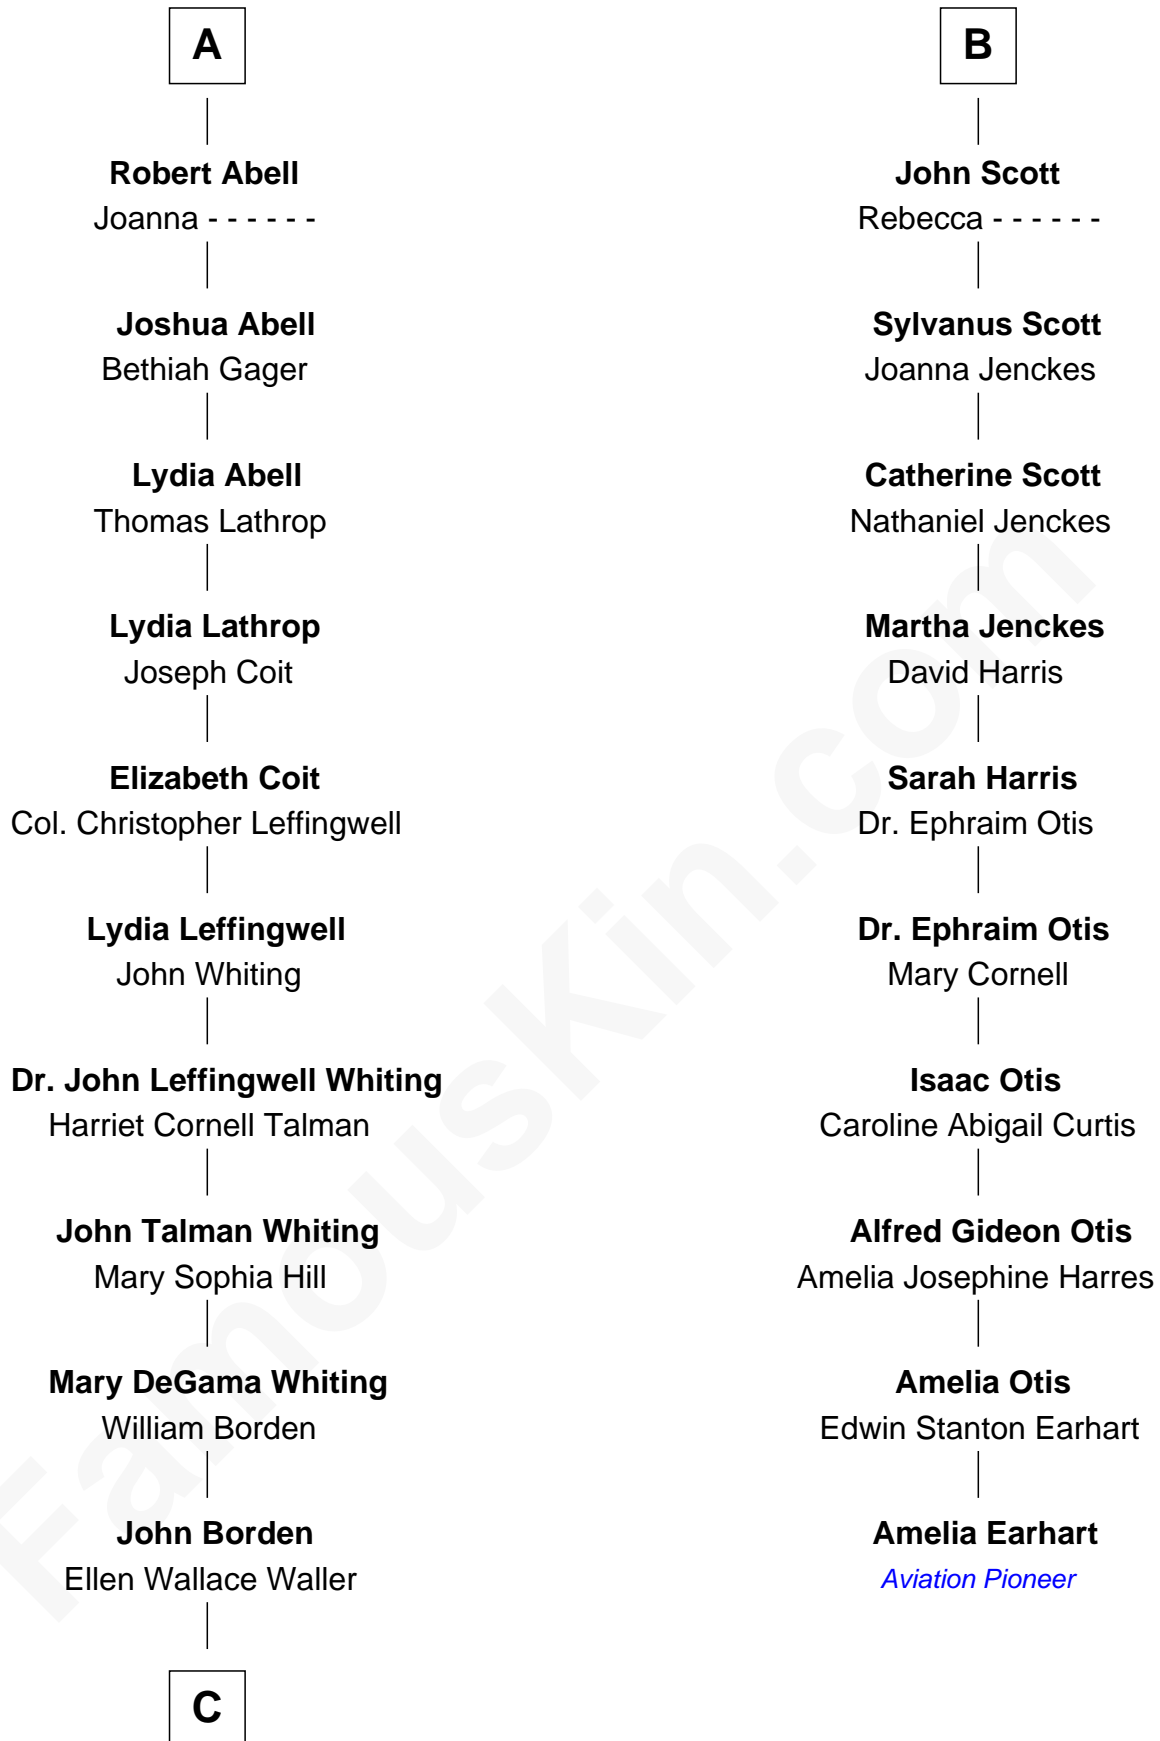 A
Robert Abell
Joanna - - - - - -
Joshua Abell
Bethiah Gager
Lydia Abell
Thomas Lathrop
Lydia Lathrop
Joseph Coit
Elizabeth Coit
Col. Christopher Leffingwell
Lydia Leffingwell
John Whiting
Dr. John Leffingwell Whiting
Harriet Cornell Talman
John Talman Whiting
Mary Sophia Hill
Mary DeGama Whiting
William Borden
John Borden
Ellen Wallace Waller
C
B
John Scott
Rebecca - - - - - -
Sylvanus Scott
Joanna Jenckes
Catherine Scott
Nathaniel Jenckes
Martha Jenckes
David Harris
Sarah Harris
Dr. Ephraim Otis
Dr. Ephraim Otis
Mary Cornell
Isaac Otis
Caroline Abigail Curtis
Alfred Gideon Otis
Amelia Josephine Harres
Amelia Otis
Edwin Stanton Earhart
Amelia Earhart
Aviation Pioneer
FamousKin.com